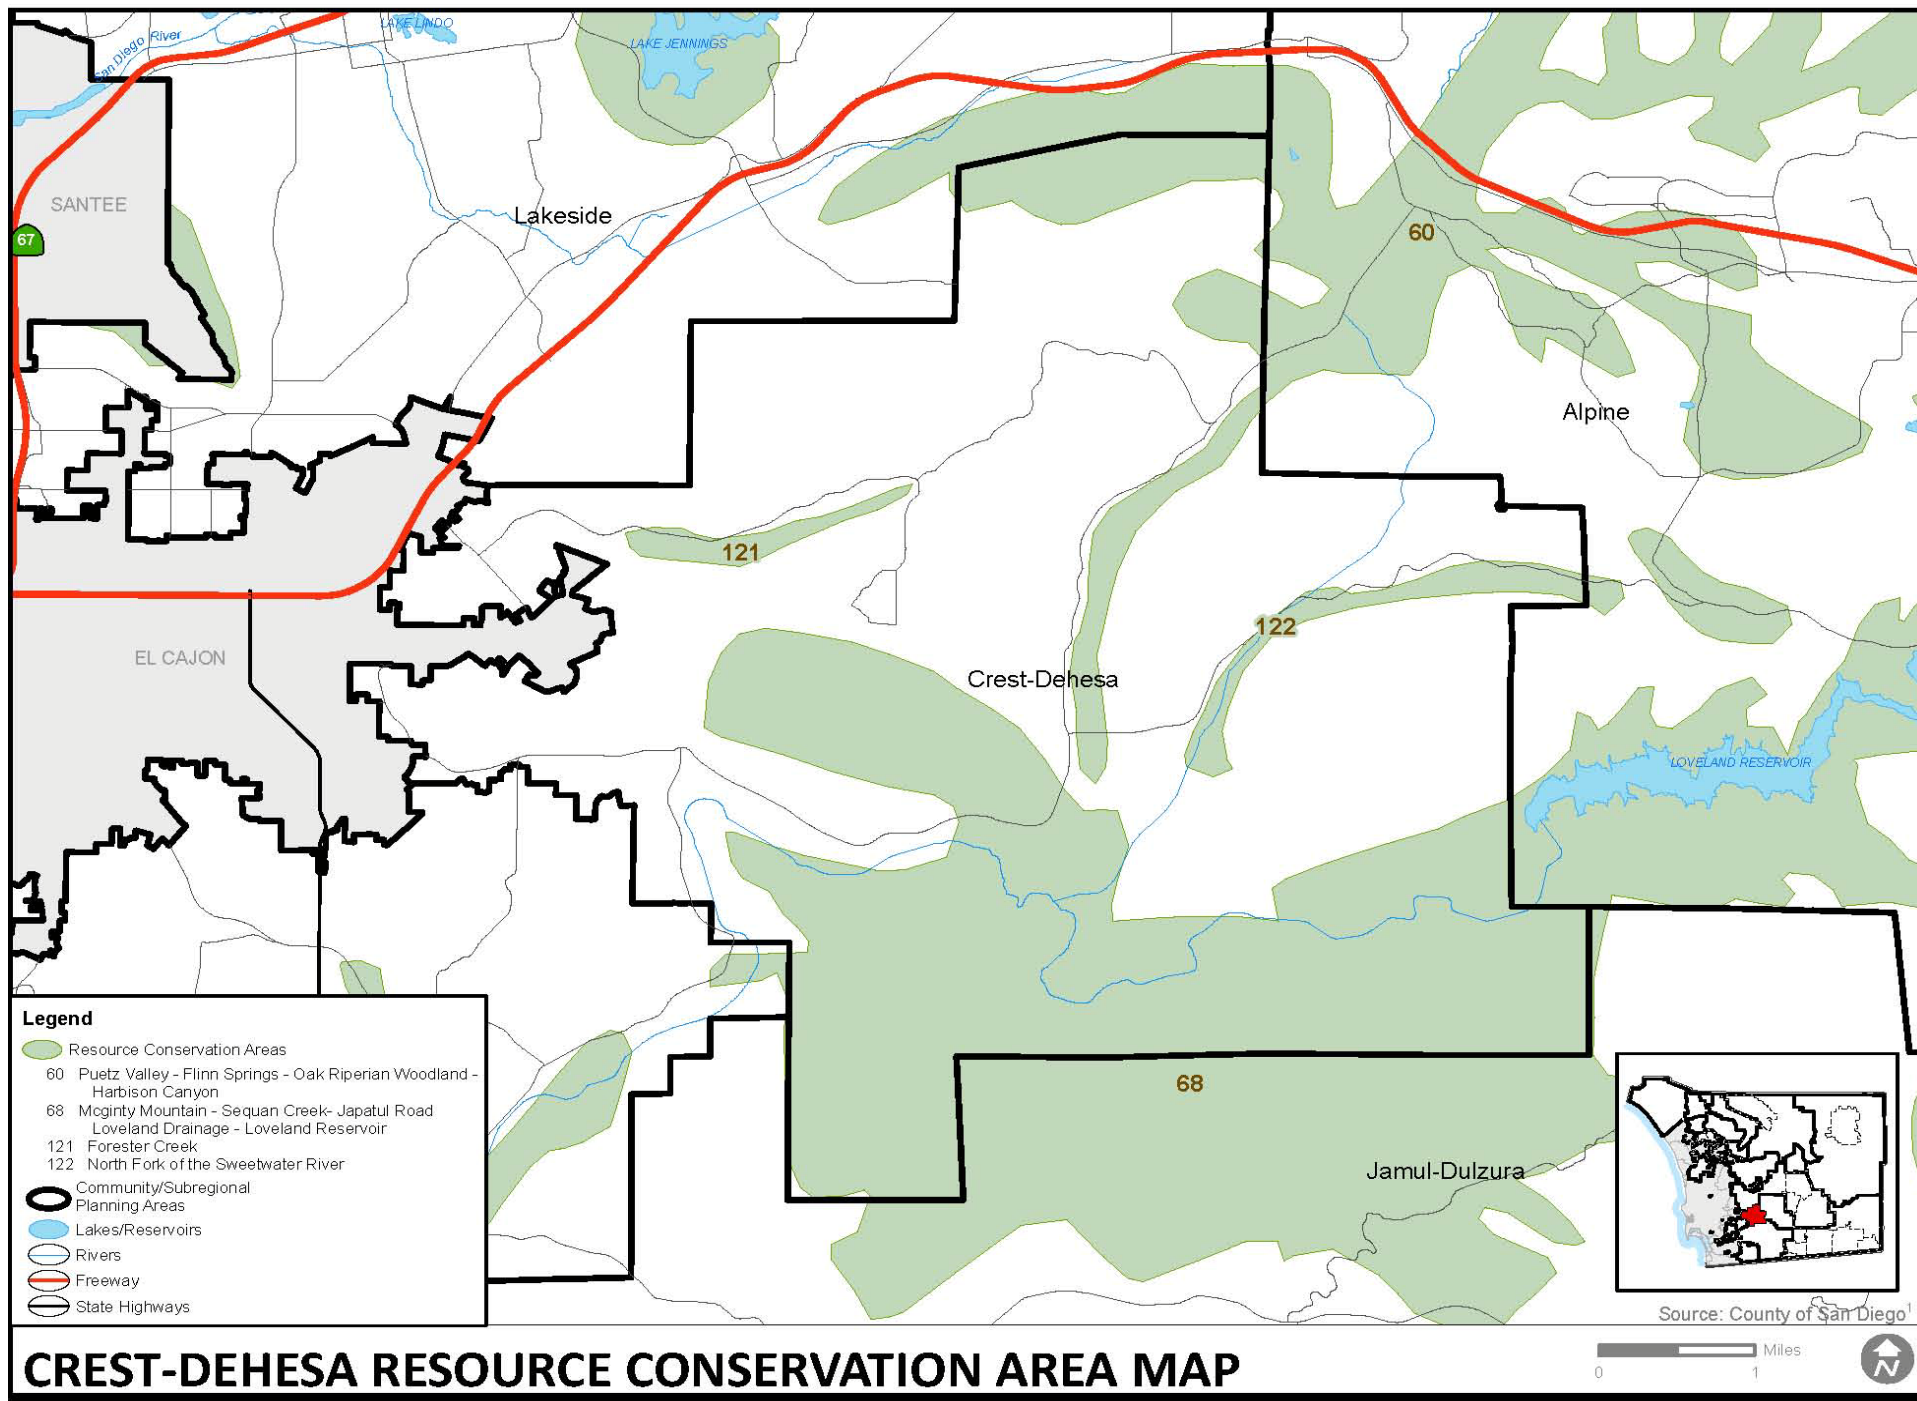 LAKE LINDO
San Diego River
LAKE JENNINGS
SANTEE
67
Lakeside
60
Alpine
121
122
EL CAJON
Crest-Dehesa
LOVELAND RESERVOIR
68
Jamul-Dulzura
Legend
Resource Conservation Areas
60 Puetz Valley - Flinn Springs - Oak Riperian Woodland -
Harbison Canyon
68 Mcginty Mountain - Sequan Creek- Japatul Road
Loveland Drainage - Loveland Reservoir
121 Forester Creek
122 North Fork of the Sweetwater River
Community/Subregional
Planning Areas
Lakes/Reservoirs
Rivers
Freeway
State Highways
Source: County of San Diego1
CREST-DEHESA RESOURCE CONSERVATION AREA MAP
Miles
0 1
N